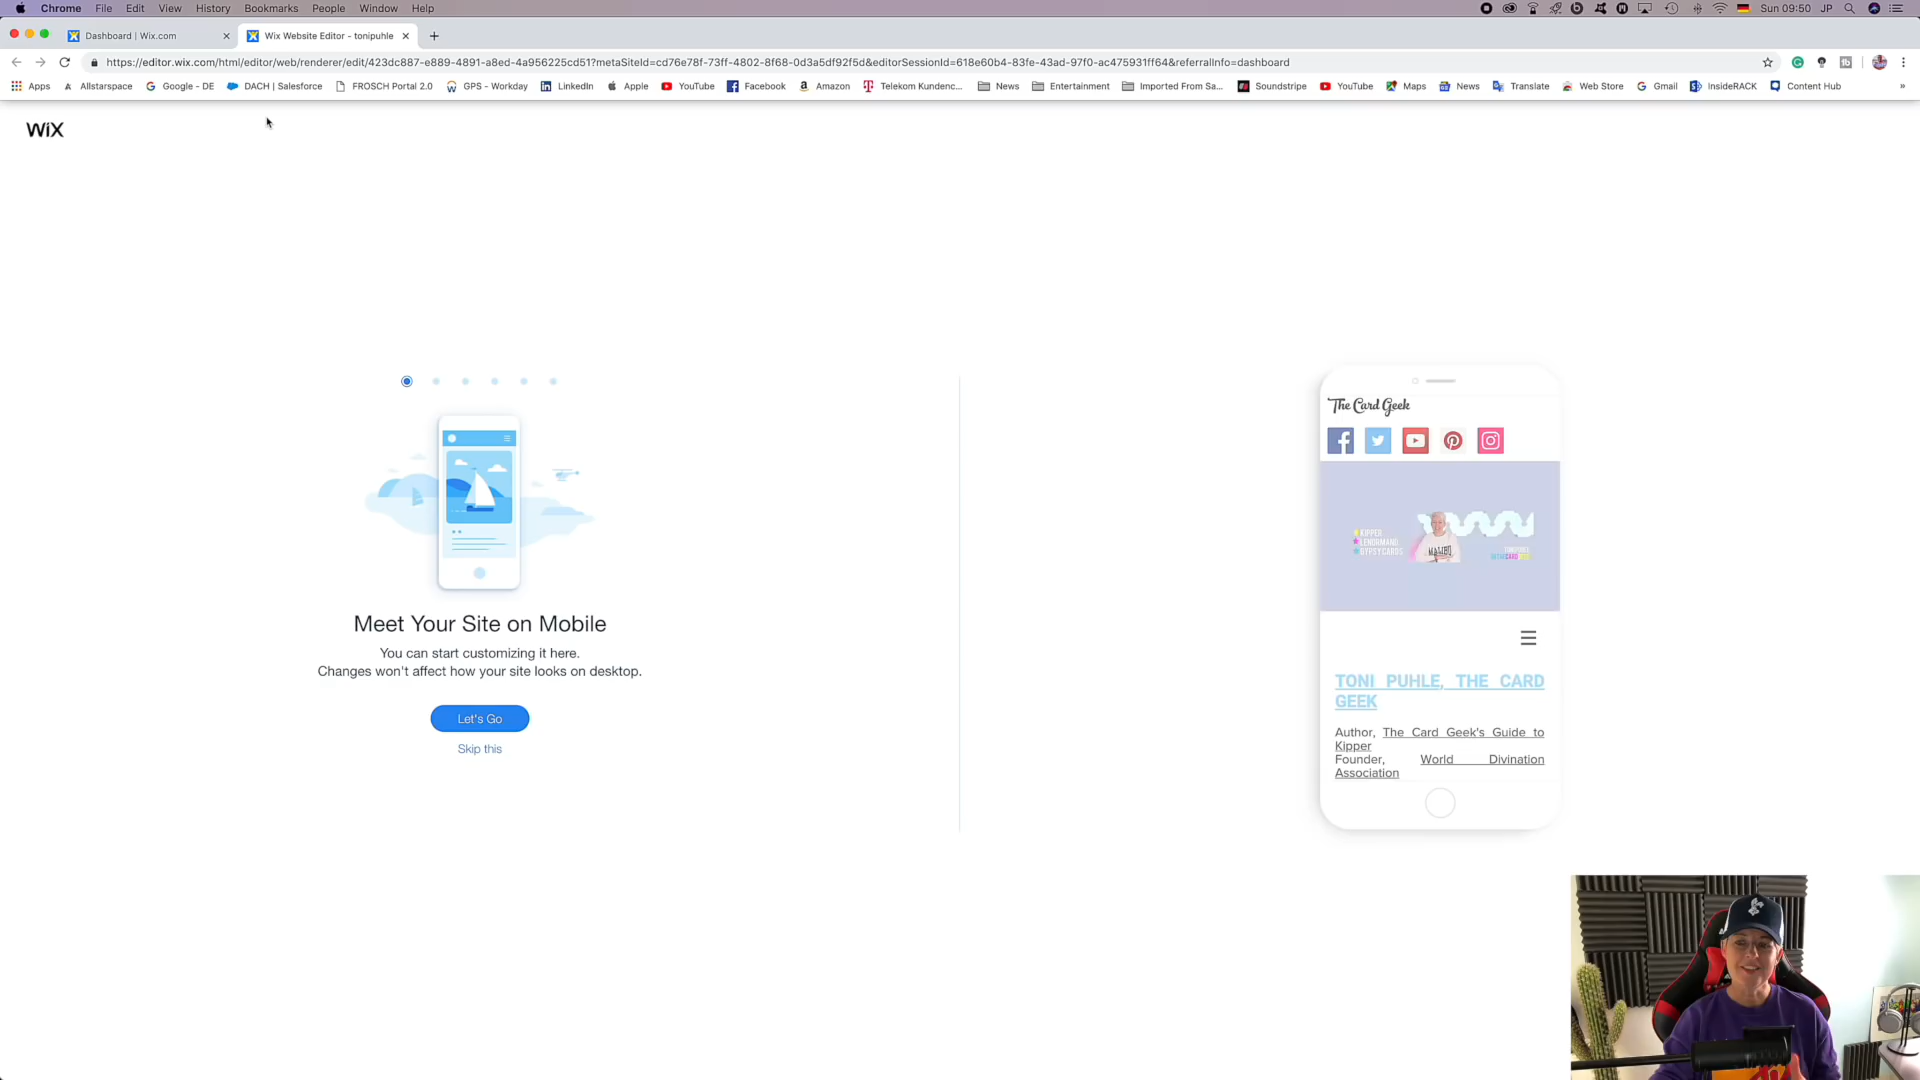 Chrome File Edit View History Bookmarks People Window Help Sun 09:50 JP
Dashboard | Wix.com Wix Website Editor - tonipuhle
https://editor.wix.com/html/editor/web/renderer/edit/423dc887-e889-4891-a8ed-4a956225cd51?metaSiteId=cd76e78f-73ff-4802-8f68-0d3a5df92f5d&editorSessionId=618e60b4-83fe-43ad-97f0-ac475931ff64&referralInfo=dashboard
Apps Allstarspace Google - DE DACH | Salesforce FROSCH Portal 2.0 GPS - Workday LinkedIn Apple YouTube Facebook Amazon Telekom Kundenc... News Entertainment Imported From Sa... Soundstripe YouTube Maps News Translate Web Store Gmail InsideRACK Content Hub »
WiX
Meet Your Site on Mobile
You can start customizing it here.
Changes won't affect how your site looks on desktop.
Let's Go
Skip this
The Card Geek
KIPPER
LENORMAND
GYPSY CARDS
MALIBU
TONI PUHLE, THE CARD
GEEK
Author, The Card Geek's Guide to
Kipper
Founder, World Divination
Association